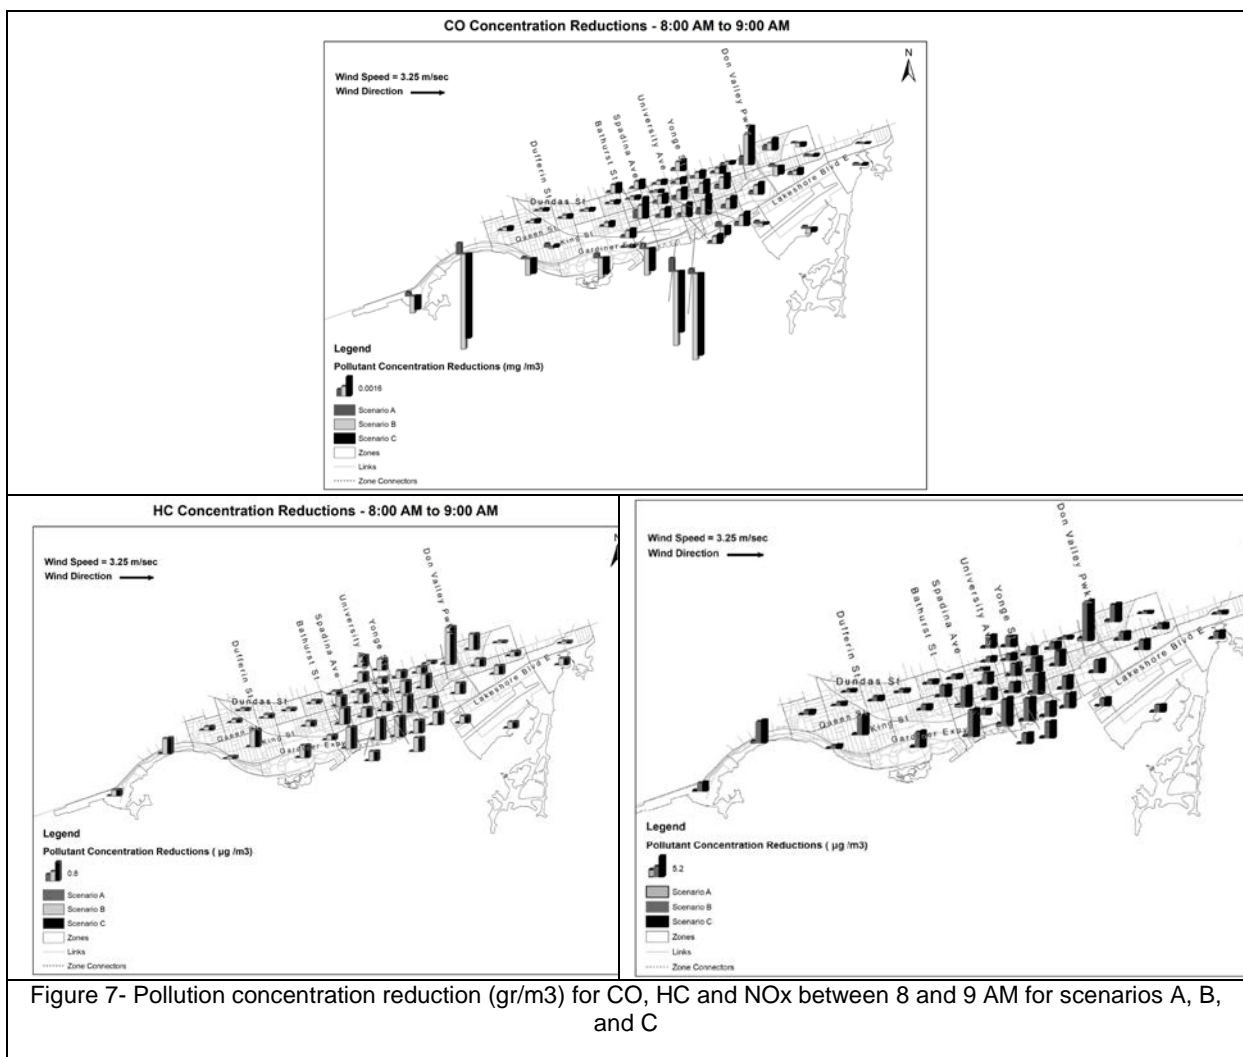 CO Concentration Reductions - 8:00 AM to 9:00 AM
Wind Speed = 3.25 m/sec
Wind Direction
N
Don Valley Pwk
Yonge S
University Ave
Spadina Ave
Bathurst St
Dufferin St
Dundas St
Queen St
King St
Gardiner Exp
Lakeshore Blvd E
Legend
Pollutant Concentration Reductions (mg /m3)
0.0016
Scenario A
Scenario B
Scenario C
Zones
Links
Zone Connectors
HC Concentration Reductions - 8:00 AM to 9:00 AM
Wind Speed = 3.25 m/sec
Wind Direction
N
Don Valley Pw
Yonge
University
Spadina Ave
Bathurst St
Dufferin St
Dundas St
Queen S
King St
Gardiner Exp
Lakeshore Blvd E
Legend
Pollutant Concentration Reductions ( µg /m3)
0.8
Scenario A
Scenario B
Scenario C
Zones
Links
Zone Connectors
Wind Speed = 3.25 m/sec
Wind Direction
Don Valley Pwk
Yonge S
University A
Spadina Ave
Bathurst St
Dufferin St
Dundas St
Queen S
King St
Gardiner Exp
Lakeshore Blvd E
Legend
Pollutant Concentration Reductions ( µg /m3)
5.2
Scenario A
Scenario B
Scenario C
Zones
Links
Zone Connectors
Figure 7- Pollution concentration reduction (gr/m3) for CO, HC and NOx between 8 and 9 AM for scenarios A, B,
and C